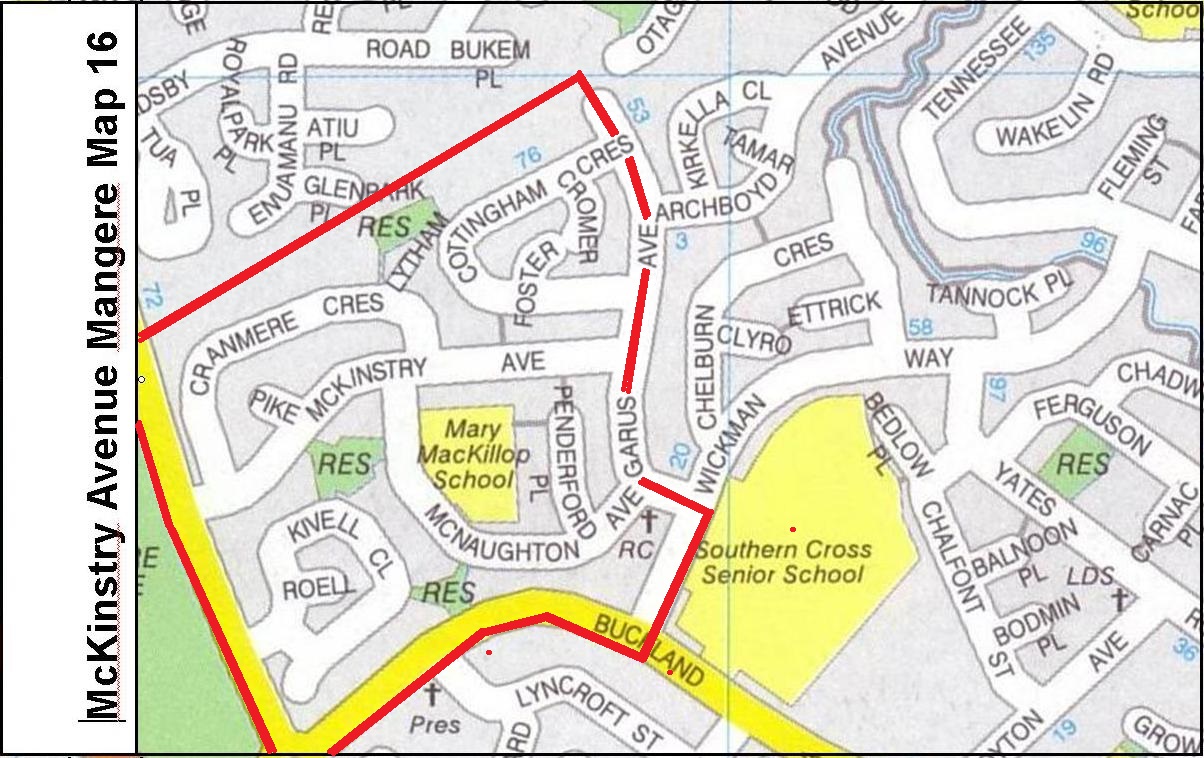 McKinstry Avenue Mangere Map 16
ROAD BUKEM
PL
OTAG
AVENUE
Schoo
TENNESSEE
135
WAKELIN RD
FLEMING
ST
DSBY
ROYAL PARK
PL
RD
ENUAMANU
ATIU
PL
TUA
PL
GLENPARK
PL
RES
LYTHAM
72
76
COTTINGHAM CRES
CROMER
FOSTER
53
KIRKELLA CL
TAMAR
ARCHBOYD
AVE
3
CRES
CHELBURN
CLYRO
ETTRICK
TANNOCK PL
96
58
WAY
97
CRANMERE CRES
PIKE
MCKINSTRY AVE
Mary
MacKillop
School
PENDERFORD
PL
GARUS
AVE
20
WICKMAN
BEDLOW
PL
CHADW
FERGUSON
RES
YATES
CARNAC
RES
KIVELL
CL
ROELL
MCNAUGHTON
RC
RES
Southern Cross
Senior School
CHALFONT
ST
BALNOON
PL
LDS
BODMIN
PL
AVE
36
BUCKLAND
RD
LYNCROFT ST
Pres
RD
YTON
19
GROW